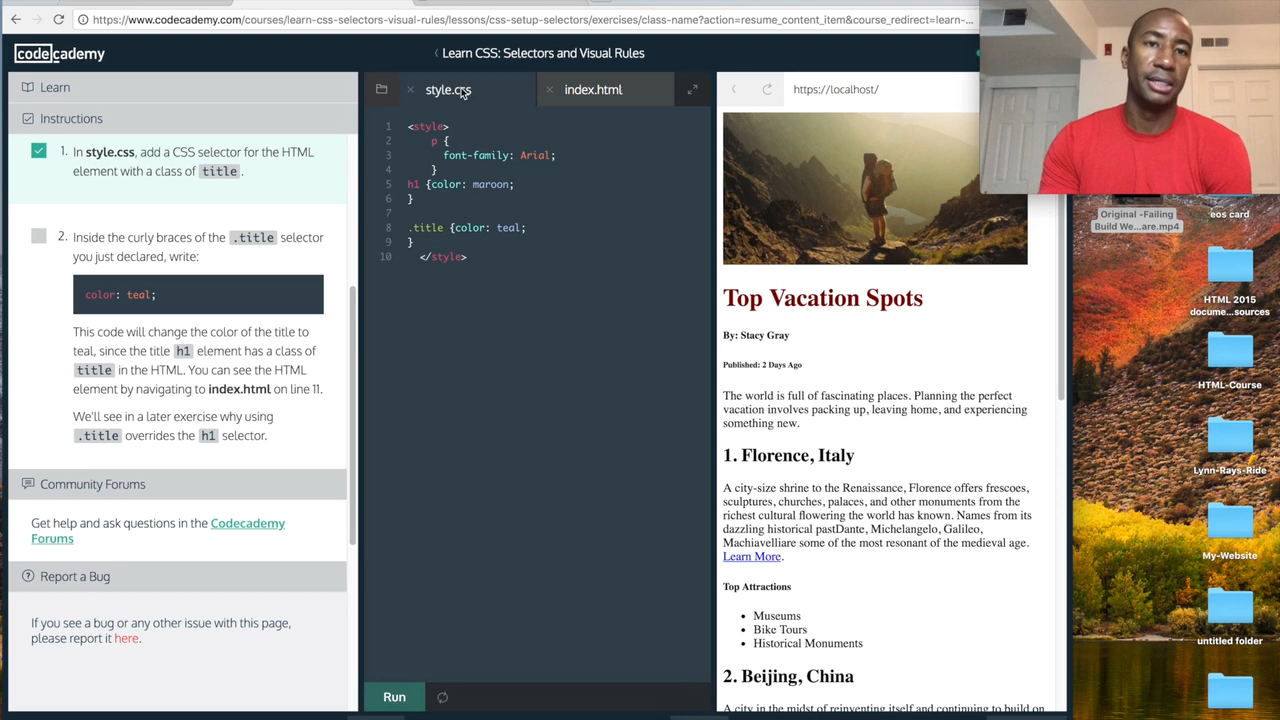 https://www.codecademy.com/courses/learn-css-selectors-visual-rules/lessons/css-setup-selectors/exercises/class-name?action=resume_content_item&course_redirect=learn-...
codecademy
Learn CSS: Selectors and Visual Rules
Learn
Instructions
1. In style.css, add a CSS selector for the HTML
element with a class of title.
2. Inside the curly braces of the .title selector
you just declared, write:
color: teal;
This code will change the color of the title to
teal, since the title h1 element has a class of
title in the HTML. You can see the HTML
element by navigating to index.html on line 11.
We'll see in a later exercise why using
.title overrides the h1 selector.
Community Forums
Get help and ask questions in the Codecademy
Forums
Report a Bug
If you see a bug or any other issue with this page,
please report it here.
style.css
index.html
1 <style>
2 p {
3 font-family: Arial;
4 }
5 h1 {color: maroon;
6 }
7
8 .title {color: teal;
9 }
10 </style>
Run
https://localhost/
Top Vacation Spots
By: Stacy Gray
Published: 2 Days Ago
The world is full of fascinating places. Planning the perfect
vacation involves packing up, leaving home, and experiencing
something new.
1. Florence, Italy
A city-size shrine to the Renaissance, Florence offers frescoes,
sculptures, churches, palaces, and other monuments from the
richest cultural flowering the world has known. Names from its
dazzling historical pastDante, Michelangelo, Galileo,
Machiavelliare some of the most resonant of the medieval age.
Learn More.
Top Attractions
• Museums
• Bike Tours
• Historical Monuments
2. Beijing, China
A city in the midst of reinventing itself and continuing to build on
Original -Failing
Build We...are.mp4
eos card
HTML 2015
docume...sources
HTML-Course
Lynn-Rays-Ride
My-Website
untitled folder